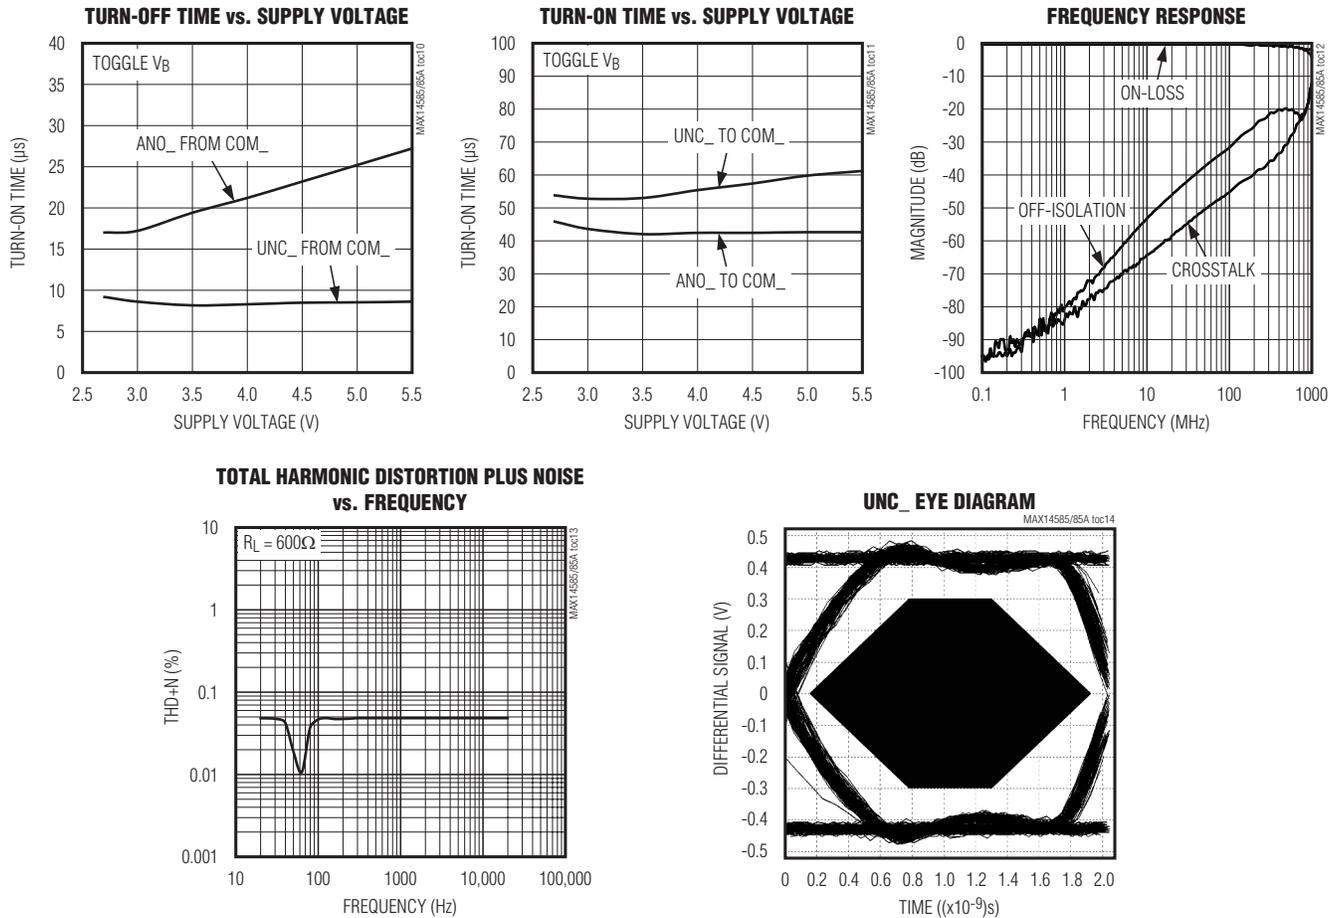 TURN-OFF TIME vs. SUPPLY VOLTAGE
MAX14585/85A toc10
TOGGLE VB
ANO_ FROM COM_
UNC_ FROM COM_
TURN-ON TIME (µs)
40
35
30
25
20
15
10
5
0
2.5 3.0 3.5 4.0 4.5 5.0 5.5
SUPPLY VOLTAGE (V)
TURN-ON TIME vs. SUPPLY VOLTAGE
MAX14585/85A toc11
TOGGLE VB
UNC_ TO COM_
ANO_ TO COM_
TURN-ON TIME (µs)
100
90
80
70
60
50
40
30
20
10
0
2.5 3.0 3.5 4.0 4.5 5.0 5.5
SUPPLY VOLTAGE (V)
FREQUENCY RESPONSE
MAX14585/85A toc12
ON-LOSS
OFF-ISOLATION
CROSSTALK
MAGNITUDE (dB)
0
-10
-20
-30
-40
-50
-60
-70
-80
-90
-100
0.1 1 10 100 1000
FREQUENCY (MHz)
TOTAL HARMONIC DISTORTION PLUS NOISE
vs. FREQUENCY
MAX14585/85A toc13
RL = 600Ω
THD+N (%)
10
1
0.1
0.01
0.001
10 100 1000 10,000 100,000
FREQUENCY (Hz)
UNC_ EYE DIAGRAM
MAX14585/85A toc14
DIFFERENTIAL SIGNAL (V)
0.5
0.4
0.3
0.2
0.1
0
-0.1
-0.2
-0.3
-0.4
-0.5
0 0.2 0.4 0.6 0.8 1.0 1.2 1.4 1.6 1.8 2.0
TIME ((x10-9)s)